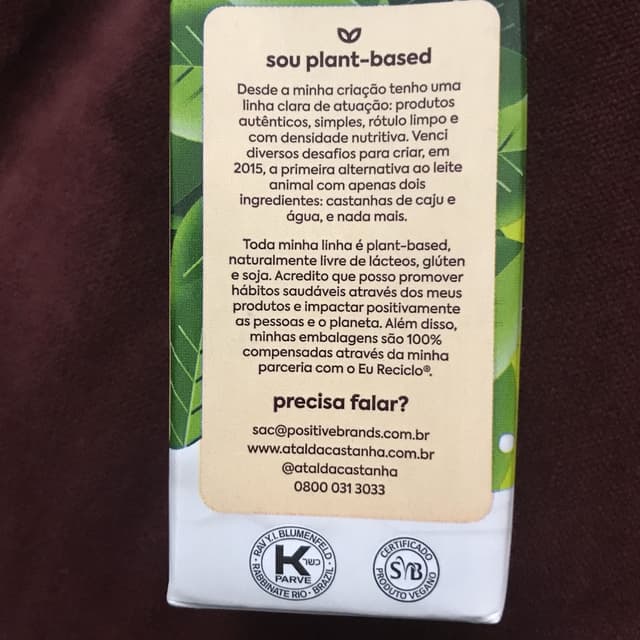 sou plant-based
Desde a minha criação tenho uma
linha clara de atuação: produtos
autênticos, simples, rótulo limpo e
com densidade nutritiva. Venci
diversos desafios para criar, em
2015, a primeira alternativa ao leite
animal com apenas dois
ingredientes: castanhas de caju e
água, e nada mais.
Toda minha linha é plant-based,
naturalmente livre de lácteos, glúten
e soja. Acredito que posso promover
hábitos saudáveis através dos meus
produtos e impactar positivamente
as pessoas e o planeta. Além disso,
minhas embalagens são 100%
compensadas através da minha
parceria com o Eu Reciclo®.
precisa falar?
sac@positivebrands.com.br
www.ataldacastanha.com.br
@ataldacastanha
0800 031 3033
RAV Y.I. BLUMENFELD
K כשר
PARVE
RABBINATE RIO - BRAZIL
CERTIFICADO
SVB
PRODUTO VEGANO